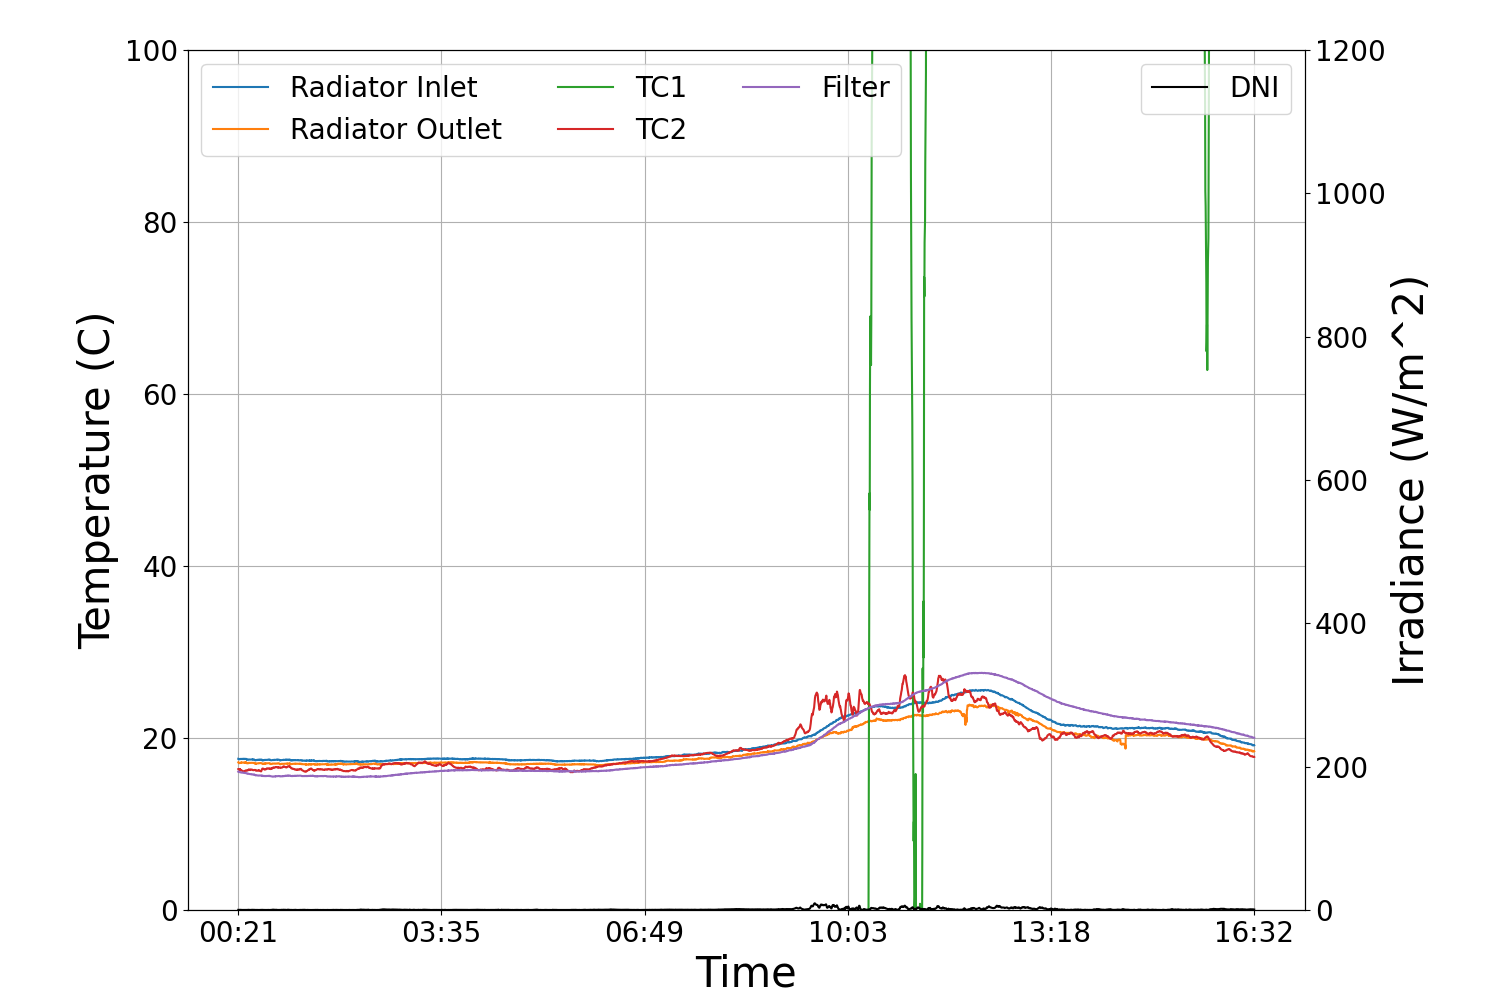 100
80
60
40
20
0
Temperature (C)
Radiator Inlet
Radiator Outlet
TC1
TC2
Filter
DNI
1200
1000
800
600
400
200
0
Irradiance (W/m^2)
00:21 03:35 06:49 10:03 13:18 16:32
Time